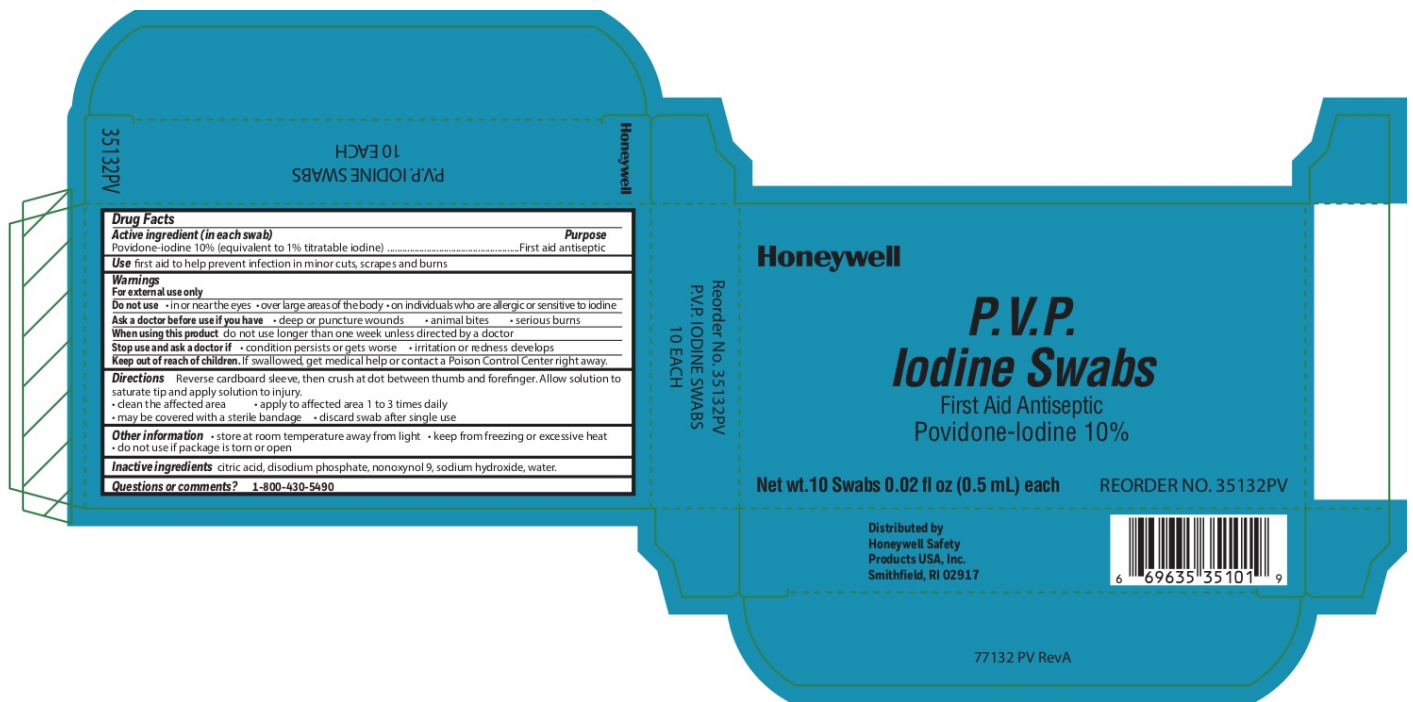 35132PV
P.V.P. IODINE SWABS
10 EACH
Honeywell
Drug Facts
Active ingredient (in each swab) Purpose
Povidone-iodine 10% (equivalent to 1% titratable iodine) ....................................................First aid antiseptic
Use first aid to help prevent infection in minor cuts, scrapes and burns
Warnings
For external use only
Do not use • in or near the eyes • over large areas of the body • on individuals who are allergic or sensitive to iodine
Ask a doctor before use if you have • deep or puncture wounds • animal bites • serious burns
When using this product do not use longer than one week unless directed by a doctor
Stop use and ask a doctor if • condition persists or gets worse • irritation or redness develops
Keep out of reach of children. If swallowed, get medical help or contact a Poison Control Center right away.
Directions Reverse cardboard sleeve, then crush at dot between thumb and forefinger. Allow solution to
saturate tip and apply solution to injury.
• clean the affected area • apply to affected area 1 to 3 times daily
• may be covered with a sterile bandage • discard swab after single use
Other information • store at room temperature away from light • keep from freezing or excessive heat
• do not use if package is torn or open
Inactive ingredients citric acid, disodium phosphate, nonoxynol 9, sodium hydroxide, water.
Questions or comments? 1-800-430-5490
Reorder No. 35132PV
P.V.P. IODINE SWABS
10 EACH
Honeywell
P.V.P.
Iodine Swabs
First Aid Antiseptic
Povidone-Iodine 10%
Net wt.10 Swabs 0.02 fl oz (0.5 mL) each REORDER NO. 35132PV
Distributed by
Honeywell Safety
Products USA, Inc.
Smithfield, RI 02917
6 69635 35101 9
77132 PV RevA